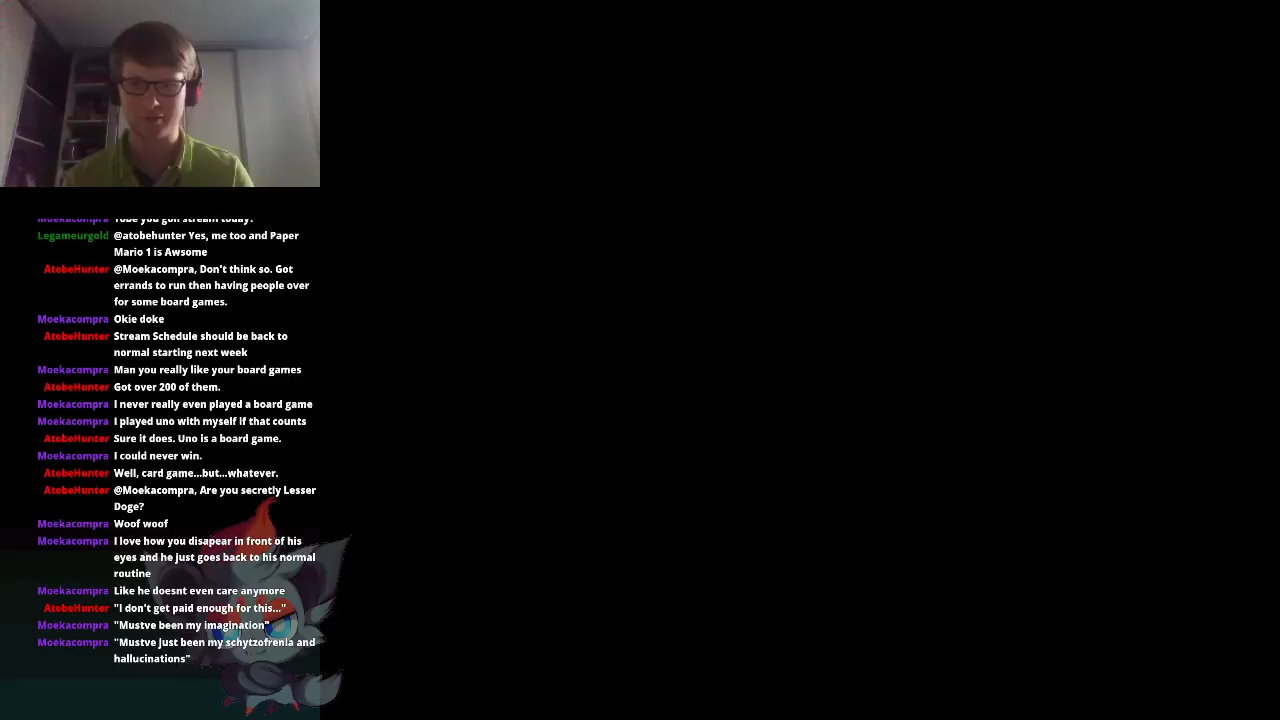 Moekacompra Yobe you gon stream today?
Legameurgold @atobehunter Yes, me too and Paper
Mario 1 is Awsome
AtobeHunter @Moekacompra, Don't think so. Got
errands to run then having people over
for some board games.
Moekacompra Okie doke
AtobeHunter Stream Schedule should be back to
normal starting next week
Moekacompra Man you really like your board games
AtobeHunter Got over 200 of them.
Moekacompra I never really even played a board game
Moekacompra I played uno with myself if that counts
AtobeHunter Sure it does. Uno is a board game.
Moekacompra I could never win.
AtobeHunter Well, card game...but...whatever.
AtobeHunter @Moekacompra, Are you secretly Lesser
Doge?
Moekacompra Woof woof
Moekacompra I love how you disapear in front of his
eyes and he just goes back to his normal
routine
Moekacompra Like he doesnt even care anymore
AtobeHunter "I don't get paid enough for this..."
Moekacompra "Mustve been my imagination"
Moekacompra "Mustve just been my schytzofrenia and
hallucinations"